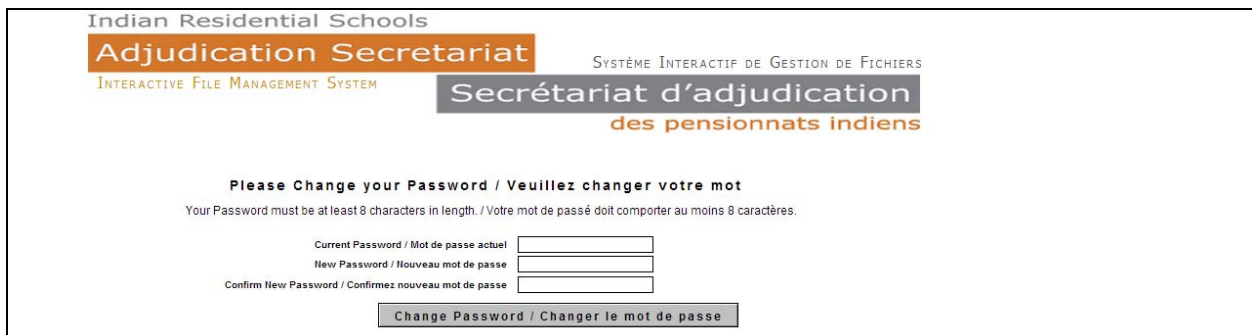 Indian Residential Schools
Adjudication Secretariat
INTERACTIVE FILE MANAGEMENT SYSTEM
SYSTÈME INTERACTIF DE GESTION DE FICHIERS
Secrétariat d'adjudication
des pensionnats indiens
Please Change your Password / Veuillez changer votre mot
Your Password must be at least 8 characters in length. / Votre mot de passé doit comporter au moins 8 caractères.
Current Password / Mot de passe actuel
New Password / Nouveau mot de passe
Confirm New Password / Confirmez nouveau mot de passe
Change Password / Changer le mot de passe